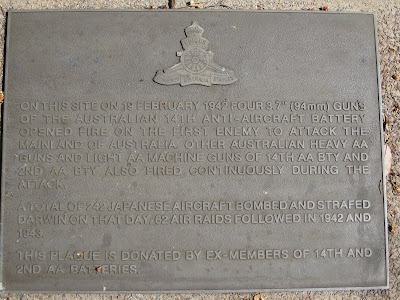 ON THIS SITE ON 19 FEBRUARY 1942 FOUR 3.7" (94mm) GUNS
OF THE AUSTRALIAN 14TH ANTI-AIRCRAFT BATTERY
OPENED FIRE ON THE FIRST ENEMY TO ATTACK THE
MAINLAND OF AUSTRALIA. OTHER AUSTRALIAN HEAVY AA
GUNS AND LIGHT AA MACHINE GUNS OF 14TH AA BTY AND
2ND AA BTY ALSO FIRED CONTINUOUSLY DURING THE
ATTACK.
A TOTAL OF 242 JAPANESE AIRCRAFT BOMBED AND STRAFED
DARWIN ON THAT DAY. 62 AIR RAIDS FOLLOWED IN 1942 AND
1943.
THIS PLAQUE IS DONATED BY EX-MEMBERS OF 14TH AND
2ND AA BATTERIES.